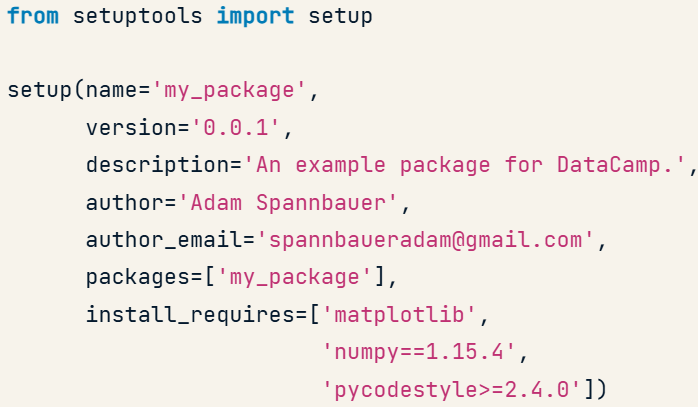 from setuptools import setup
setup(name='my_package',
version='0.0.1',
description='An example package for DataCamp.',
author='Adam Spannbauer',
author_email='spannbaueradam@gmail.com',
packages=['my_package'],
install_requires=['matplotlib',
'numpy==1.15.4',
'pycodestyle>=2.4.0'])